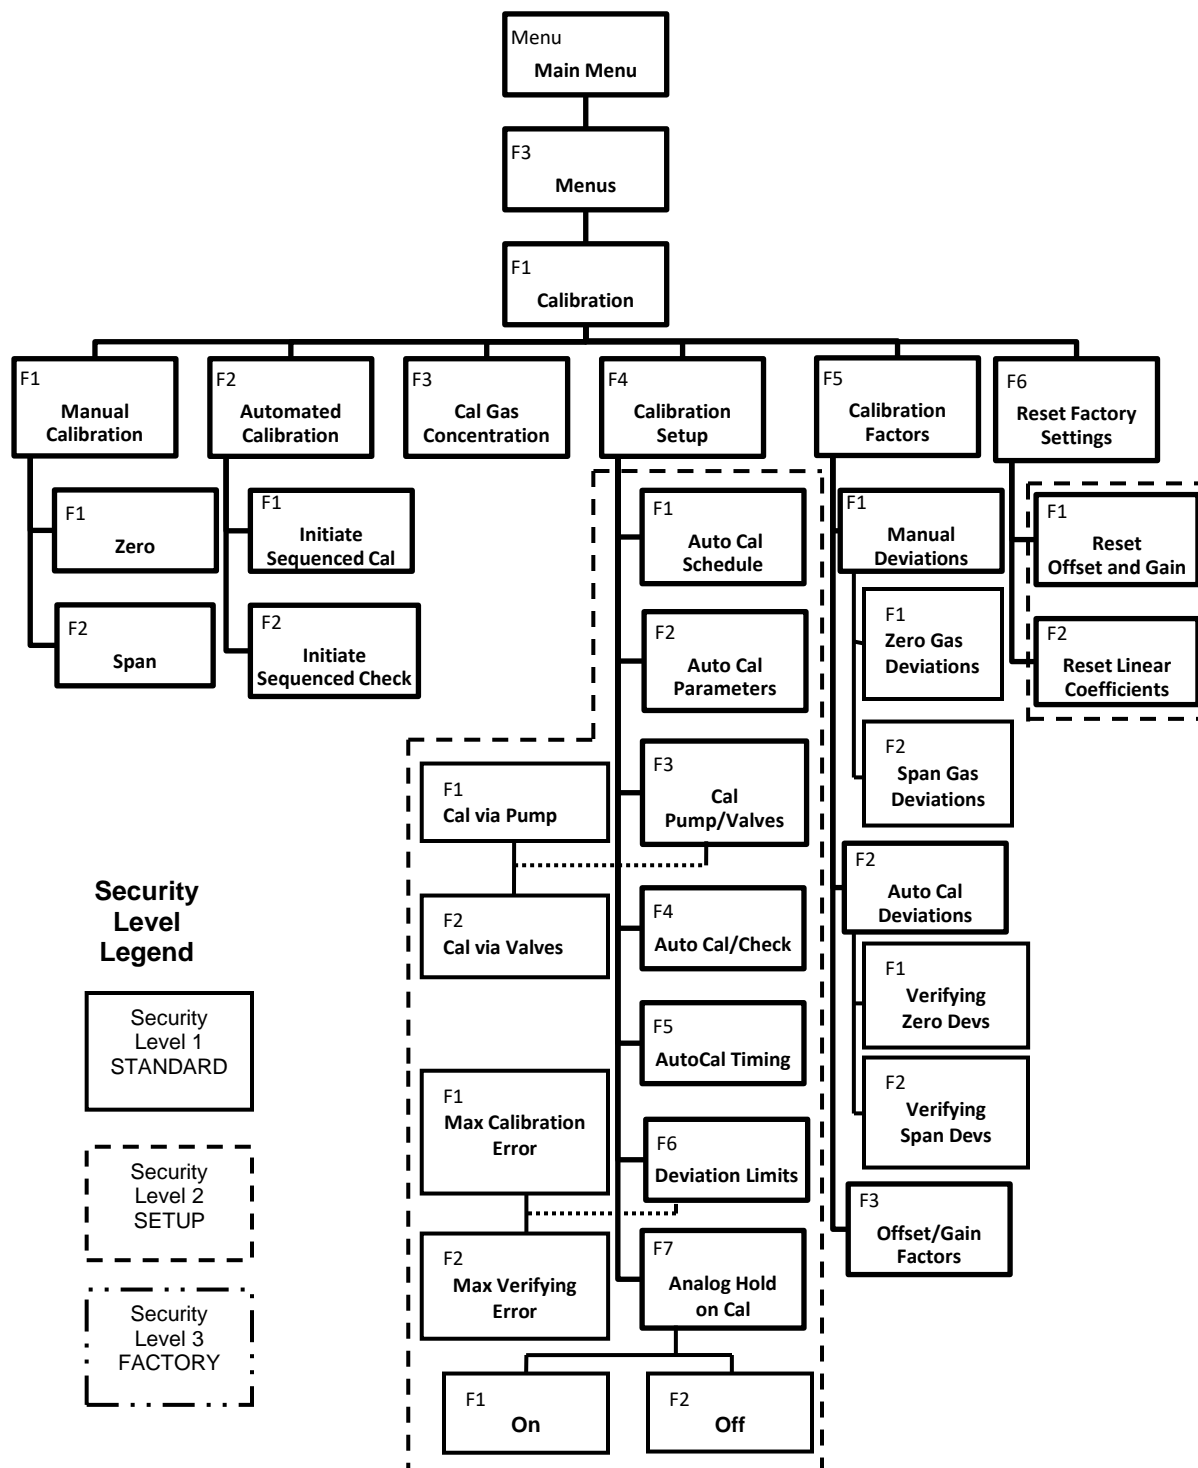 Menu
Main Menu
F3
Menus
F1
Calibration
F1
Manual
Calibration
F2
Automated
Calibration
F3
Cal Gas
Concentration
F4
Calibration
Setup
F5
Calibration
Factors
F6
Reset Factory
Settings
F1
Zero
F2
Span
F1
Initiate
Sequenced Cal
F2
Initiate
Sequenced Check
F1
Auto Cal
Schedule
F2
Auto Cal
Parameters
F3
Cal
Pump/Valves
F1
Cal via Pump
F2
Cal via Valves
F4
Auto Cal/Check
F5
AutoCal Timing
F6
Deviation Limits
F1
Max Calibration
Error
F2
Max Verifying
Error
F7
Analog Hold
on Cal
F1
On
F2
Off
F1
Manual
Deviations
F1
Zero Gas
Deviations
F2
Span Gas
Deviations
F2
Auto Cal
Deviations
F1
Verifying
Zero Devs
F2
Verifying
Span Devs
F3
Offset/Gain
Factors
F1
Reset
Offset and Gain
F2
Reset Linear
Coefficients
Security
Level
Legend
Security
Level 1
STANDARD
Security
Level 2
SETUP
Security
Level 3
FACTORY